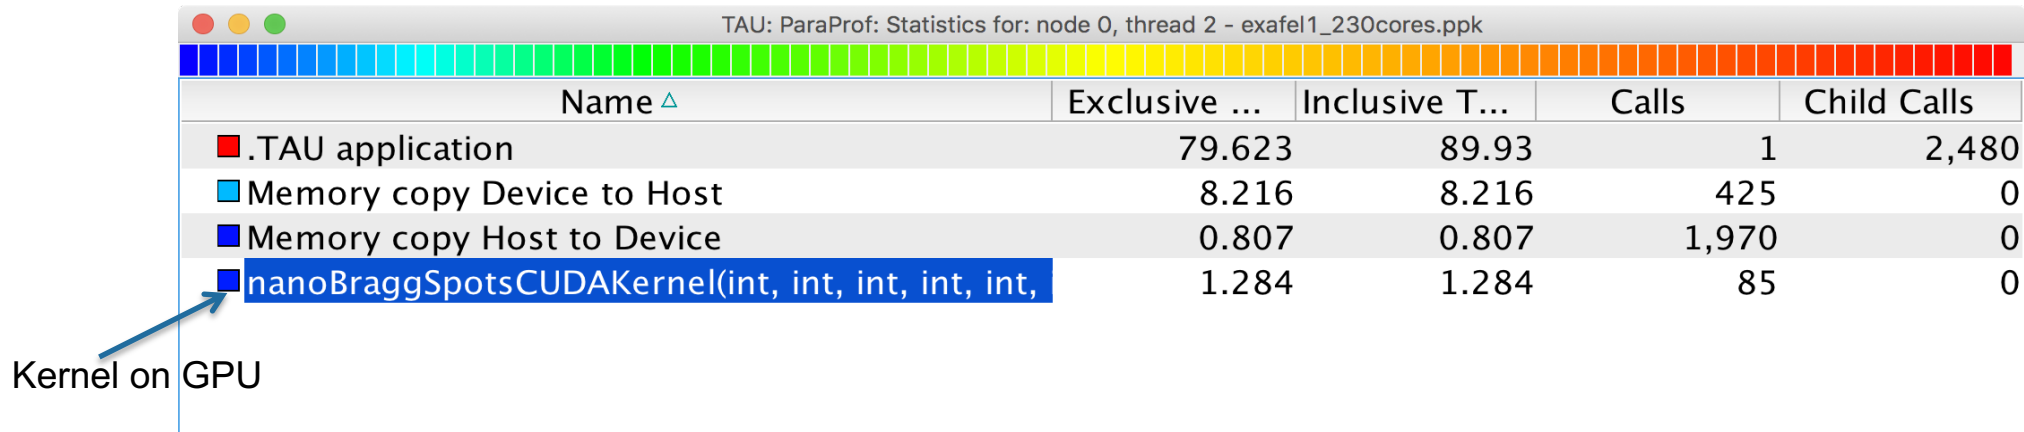 TAU: ParaProf: Statistics for: node 0, thread 2 - exafel1_230cores.ppk
Name Exclusive ... Inclusive T... Calls Child Calls
.TAU application 79.623 89.93 1 2,480
Memory copy Device to Host 8.216 8.216 425 0
Memory copy Host to Device 0.807 0.807 1,970 0
nanoBraggSpotsCUDAKernel(int, int, int, int, int, 1.284 1.284 85 0
Kernel on GPU